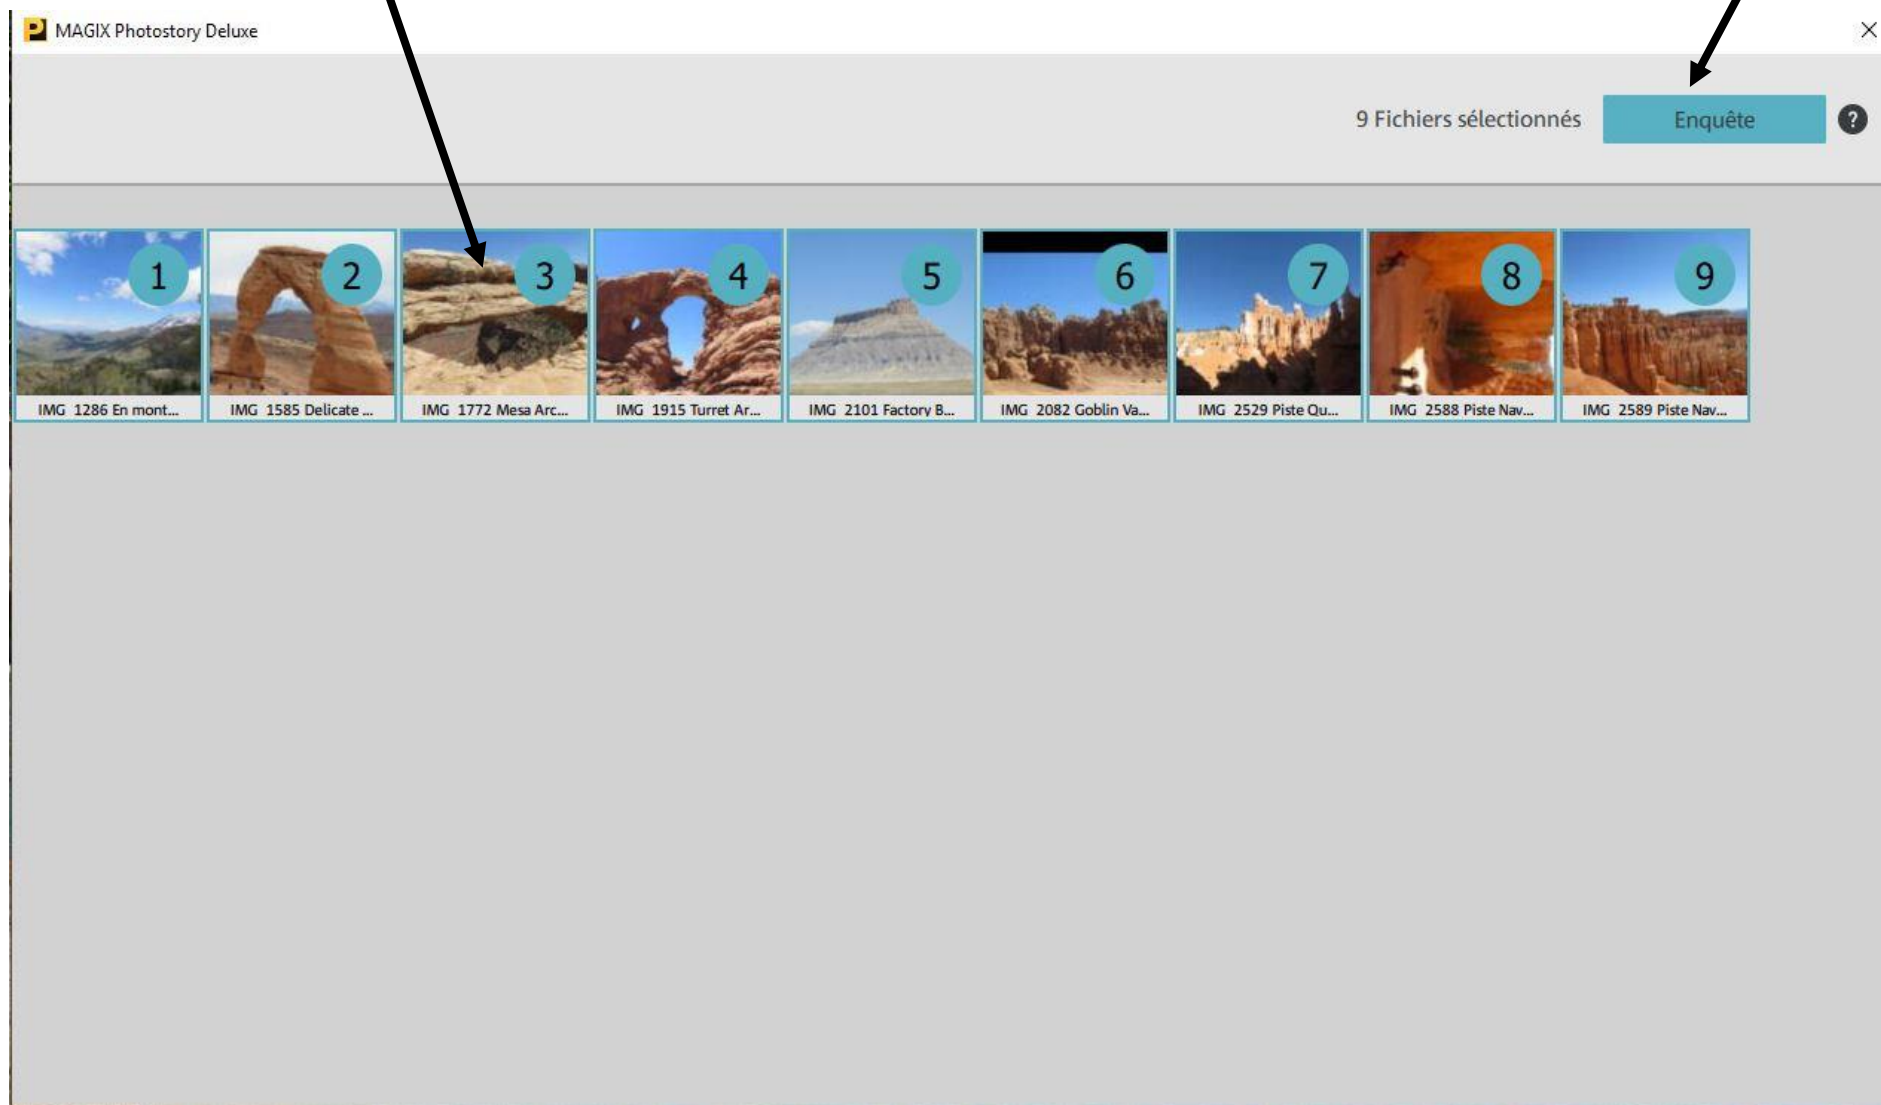 MAGIX Photostory Deluxe
9 Fichiers sélectionnés Enquête ?
1 2 3 4 5 6 7 8 9
IMG 1286 En mont... IMG 1585 Delicate ... IMG 1772 Mesa Arc... IMG 1915 Turret Ar... IMG 2101 Factory B... IMG 2082 Goblin Va... IMG 2529 Piste Qu... IMG 2588 Piste Nav... IMG 2589 Piste Nav...